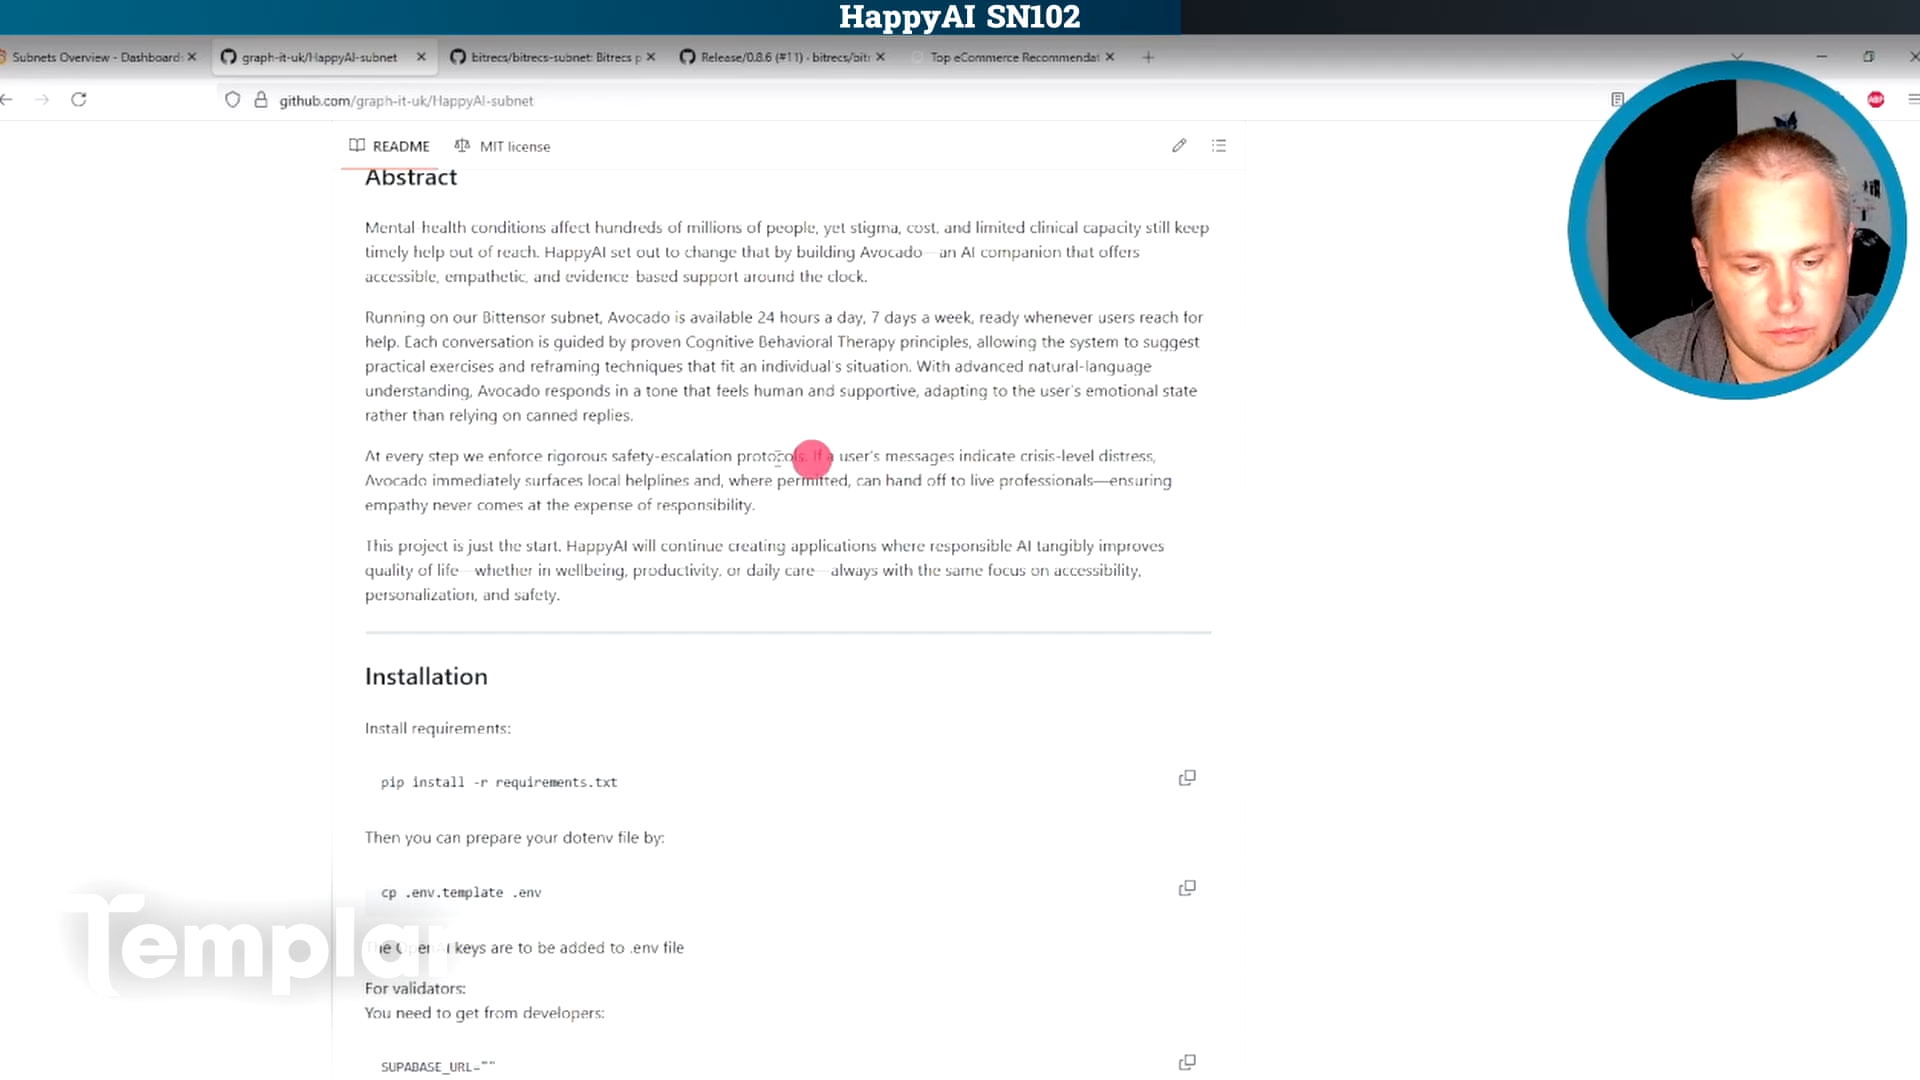 HappyAI SN102
Subnets Overview - Dashboards
graph-it-uk/HappyAI-subnet
bitrecs/bitrecs-subnet: Bitrecs p
Release/0.8.6 (#11) · bitrecs/bitr
Top eCommerce Recommendat
github.com/graph-it-uk/HappyAI-subnet
ABP
README
MIT license
Abstract
Mental-health conditions affect hundreds of millions of people, yet stigma, cost, and limited clinical capacity still keep
timely help out of reach. HappyAI set out to change that by building Avocado—an AI companion that offers
accessible, empathetic, and evidence-based support around the clock.
Running on our Bittensor subnet, Avocado is available 24 hours a day, 7 days a week, ready whenever users reach for
help. Each conversation is guided by proven Cognitive Behavioral Therapy principles, allowing the system to suggest
practical exercises and reframing techniques that fit an individual's situation. With advanced natural-language
understanding, Avocado responds in a tone that feels human and supportive, adapting to the user's emotional state
rather than relying on canned replies.
At every step we enforce rigorous safety-escalation protocols. If a user's messages indicate crisis-level distress,
Avocado immediately surfaces local helplines and, where permitted, can hand off to live professionals—ensuring
empathy never comes at the expense of responsibility.
This project is just the start. HappyAI will continue creating applications where responsible AI tangibly improves
quality of life—whether in wellbeing, productivity, or daily care—always with the same focus on accessibility,
personalization, and safety.
Installation
Install requirements:
pip install -r requirements.txt
Then you can prepare your dotenv file by:
cp .env.template .env
The OpenAI keys are to be added to .env file
Templar
For validators:
You need to get from developers:
SUPABASE_URL=""